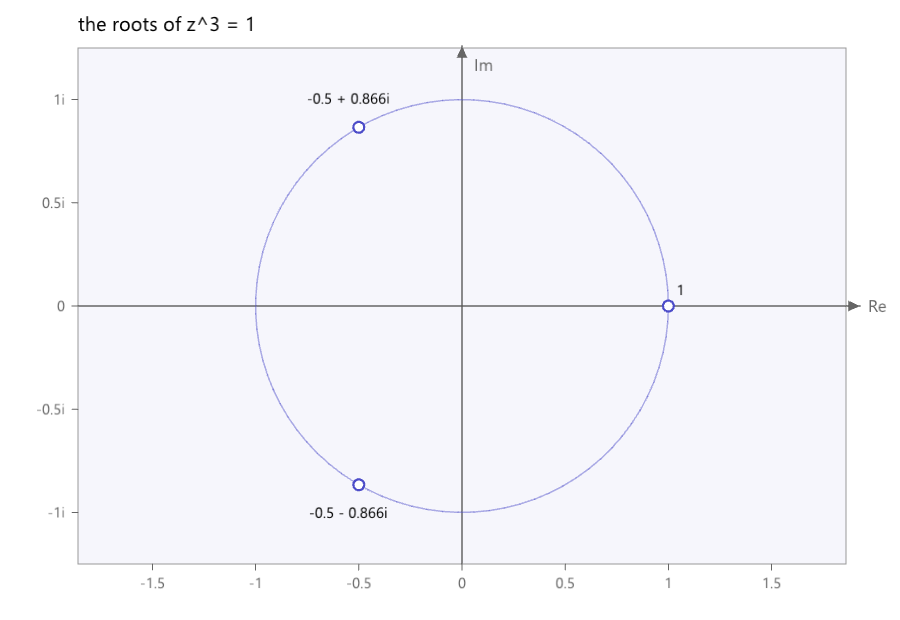 the roots of z^3 = 1
Im
1i
-0.5 + 0.866i
0.5i
1
0
Re
-0.5i
-1i
-0.5 - 0.866i
-1.5
-1
-0.5
0
0.5
1
1.5